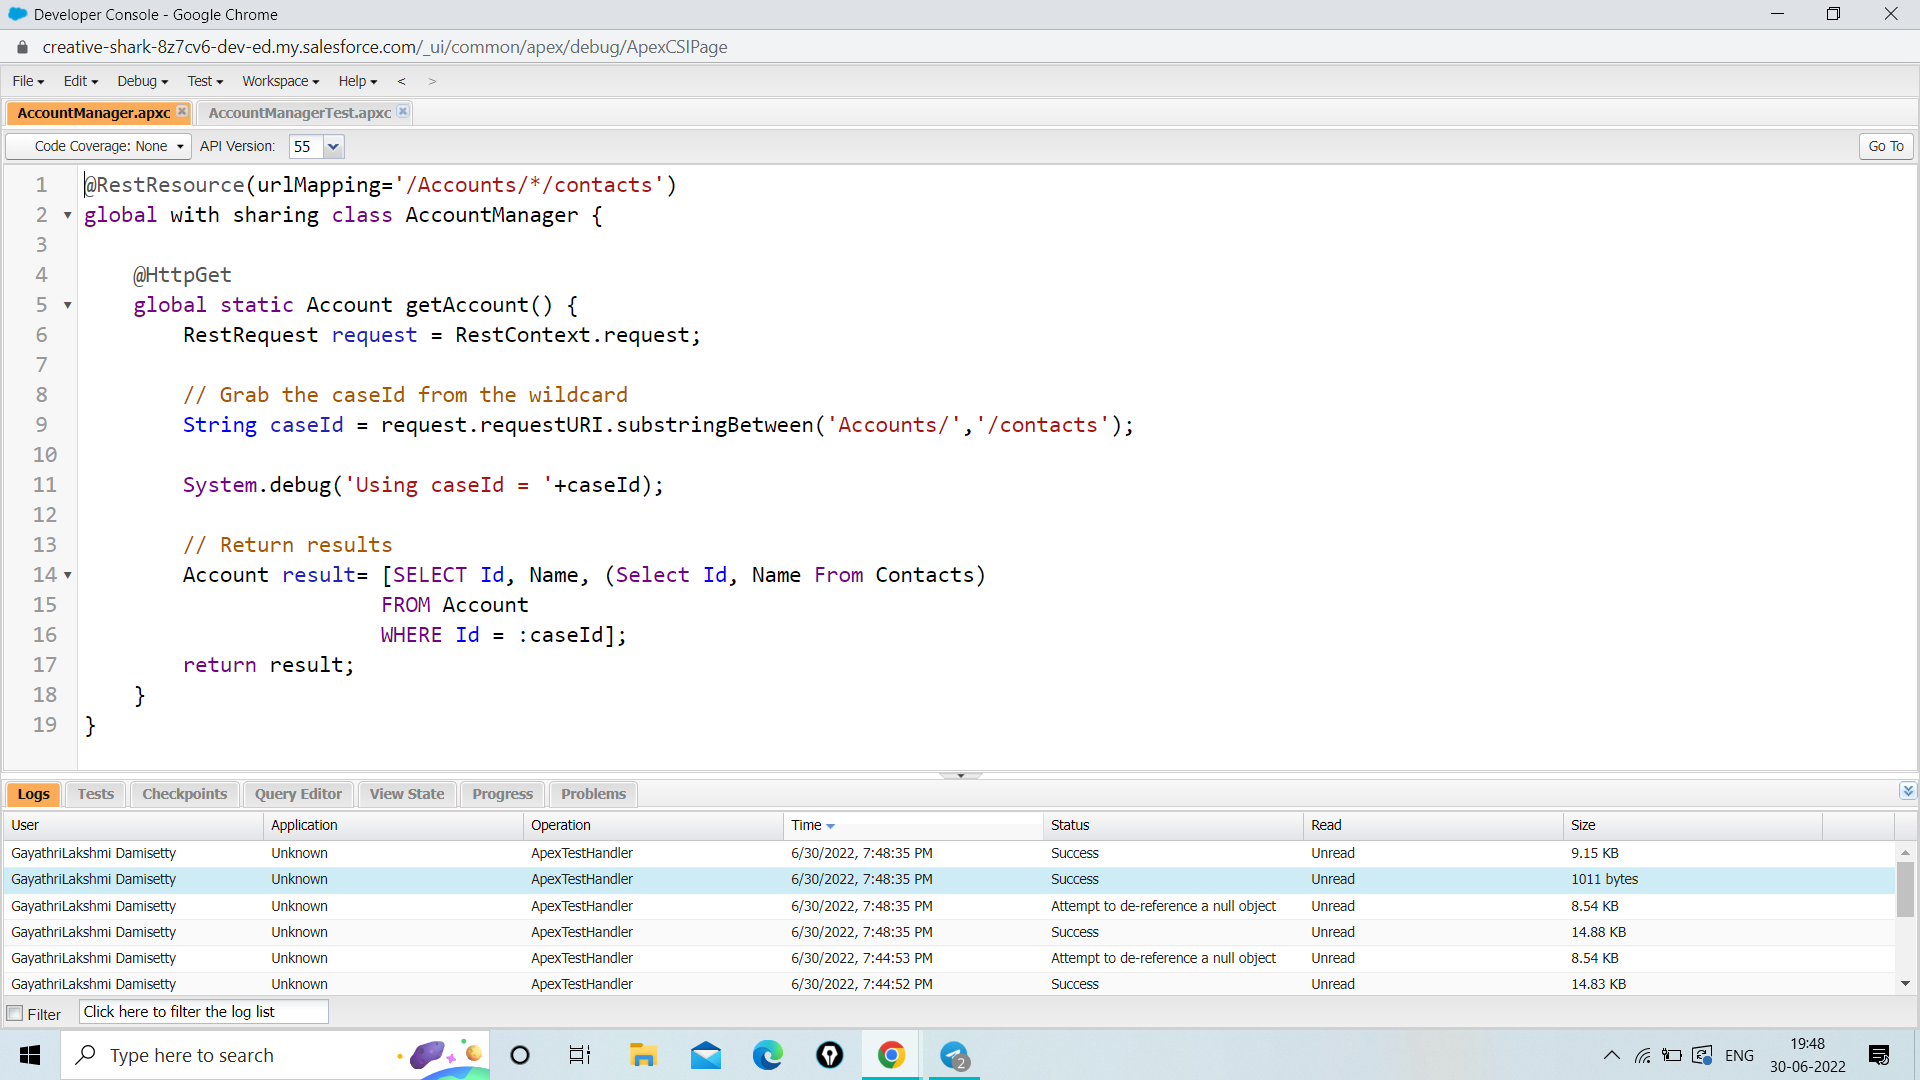 Developer Console - Google Chrome
creative-shark-8z7cv6-dev-ed.my.salesforce.com/_ui/common/apex/debug/ApexCSIPage
File Edit Debug Test Workspace Help < >
AccountManager.apxc AccountManagerTest.apxc
Code Coverage: None API Version: 55 Go To
1 @RestResource(urlMapping='/Accounts/*/contacts')
2 global with sharing class AccountManager {
3
4 @HttpGet
5 global static Account getAccount() {
6 RestRequest request = RestContext.request;
7
8 // Grab the caseId from the wildcard
9 String caseId = request.requestURI.substringBetween('Accounts/','/contacts');
10
11 System.debug('Using caseId = '+caseId);
12
13 // Return results
14 Account result= [SELECT Id, Name, (Select Id, Name From Contacts)
15 FROM Account
16 WHERE Id = :caseId];
17 return result;
18 }
19 }
Logs Tests Checkpoints Query Editor View State Progress Problems
User Application Operation Time Status Read Size
GayathriLakshmi Damisetty Unknown ApexTestHandler 6/30/2022, 7:48:35 PM Success Unread 9.15 KB
GayathriLakshmi Damisetty Unknown ApexTestHandler 6/30/2022, 7:48:35 PM Success Unread 1011 bytes
GayathriLakshmi Damisetty Unknown ApexTestHandler 6/30/2022, 7:48:35 PM Attempt to de-reference a null object Unread 8.54 KB
GayathriLakshmi Damisetty Unknown ApexTestHandler 6/30/2022, 7:48:35 PM Success Unread 14.88 KB
GayathriLakshmi Damisetty Unknown ApexTestHandler 6/30/2022, 7:44:53 PM Attempt to de-reference a null object Unread 8.54 KB
GayathriLakshmi Damisetty Unknown ApexTestHandler 6/30/2022, 7:44:52 PM Success Unread 14.83 KB
Filter Click here to filter the log list
Type here to search 2 ENG 19:48
30-06-2022